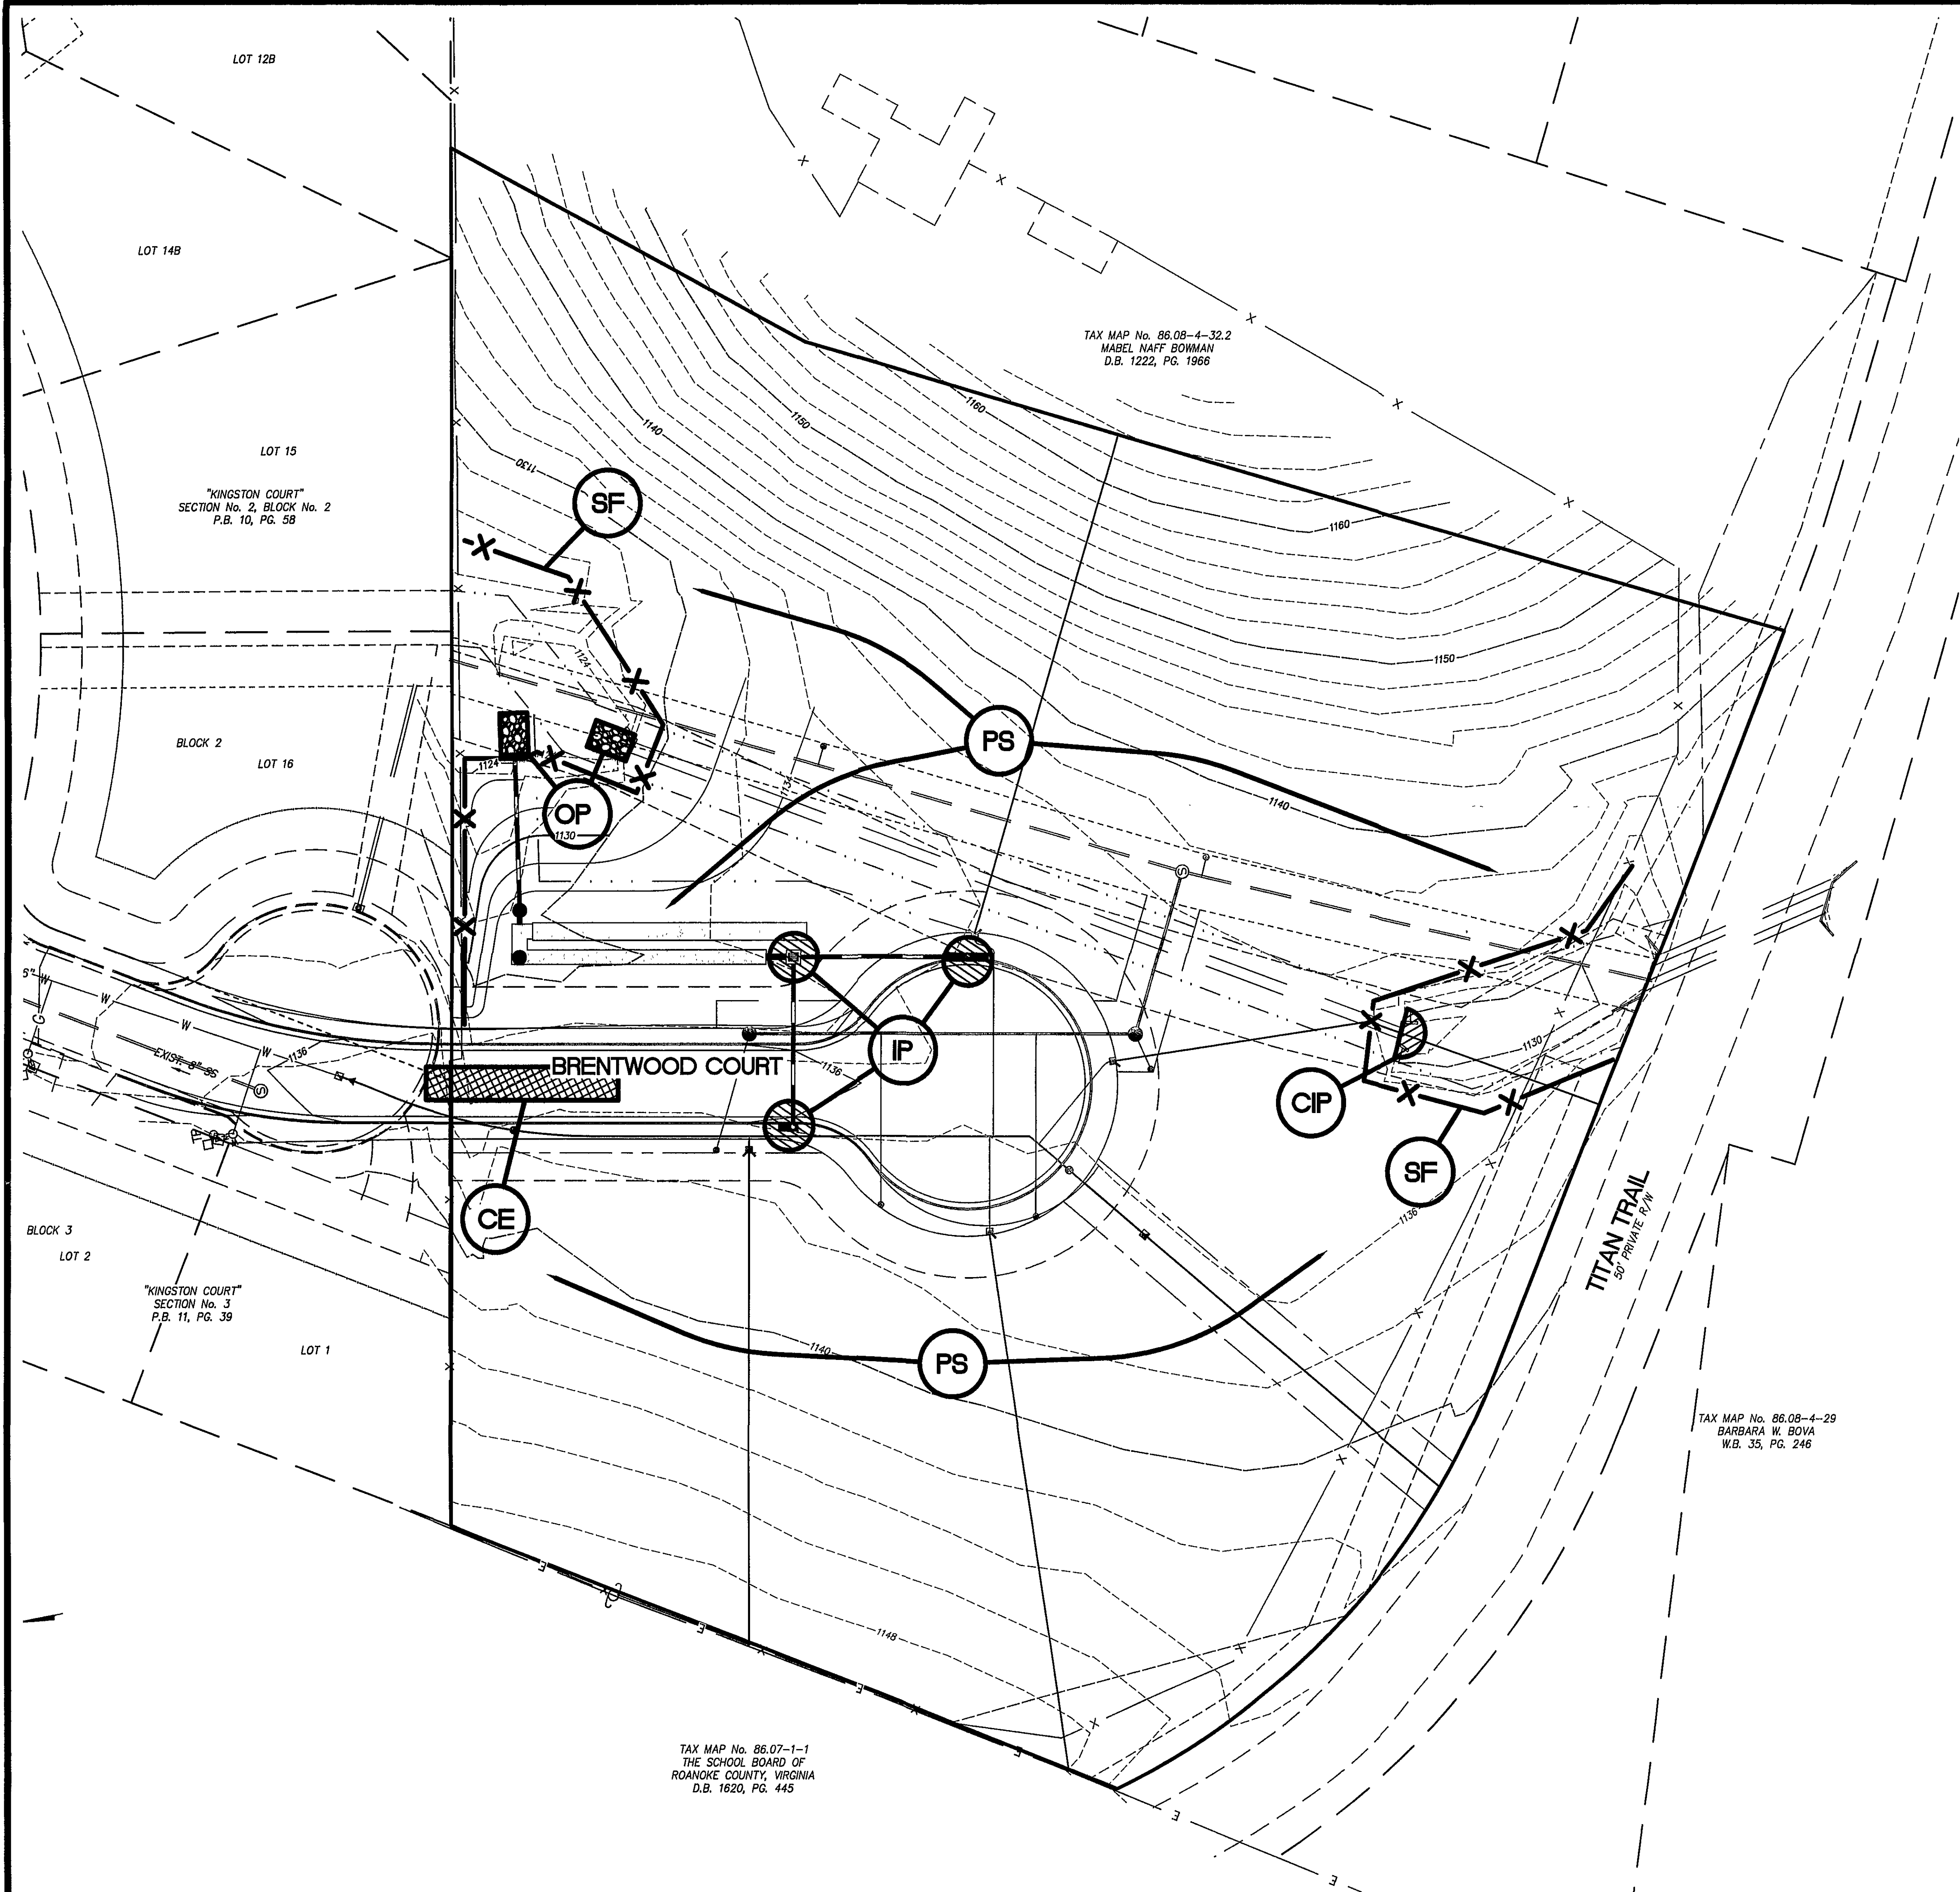 LOT 12B
LOT 14B
TAX MAP No. 86.08-4-32.2
MABEL NAFF BOWMAN
D.B. 1222, PG. 1966
1160
1150
1140
LOT 15
1130
"KINGSTON COURT"
SECTION No. 2, BLOCK No. 2
P.B. 10, PG. 58
SF
1160
1150
1124
PS
BLOCK 2
LOT 16
1124
1134
1140
OP
1130
S
6"
W
W
W
W
G
EXIST. 8" SS
1136
S
BRENTWOOD COURT
1136
IP
1130
CIP
SF
CE
1136
TITAN TRAIL
50' PRIVATE R/W
BLOCK 3
LOT 2
"KINGSTON COURT"
SECTION No. 3
P.B. 11, PG. 39
LOT 1
1140
PS
TAX MAP No. 86.08-4-29
BARBARA W. BOVA
W.B. 35, PG. 246
E
E
1148
E
E
E
E
TAX MAP No. 86.07-1-1
THE SCHOOL BOARD OF
ROANOKE COUNTY, VIRGINIA
D.B. 1620, PG. 445